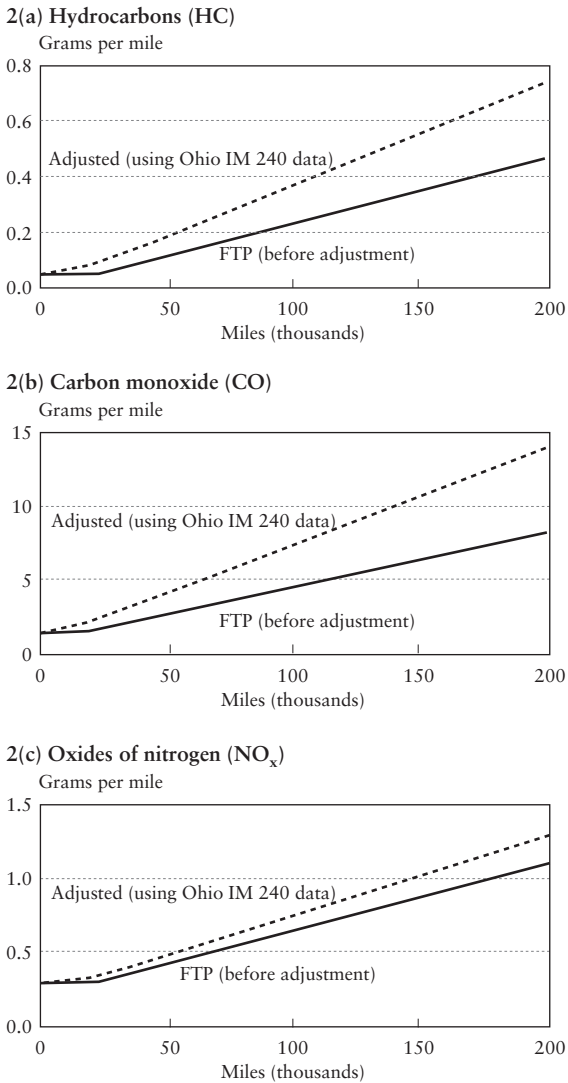 2(a) Hydrocarbons (HC)
Grams per mile
0.8
0.6
Adjusted (using Ohio IM 240 data)
0.4
0.2
FTP (before adjustment)
0.0
0 50 100 150 200
Miles (thousands)
2(b) Carbon monoxide (CO)
Grams per mile
15
10
Adjusted (using Ohio IM 240 data)
5
FTP (before adjustment)
0
0 50 100 150 200
Miles (thousands)
2(c) Oxides of nitrogen (NOx)
Grams per mile
1.5
1.0
Adjusted (using Ohio IM 240 data)
0.5
FTP (before adjustment)
0.0
0 50 100 150 200
Miles (thousands)